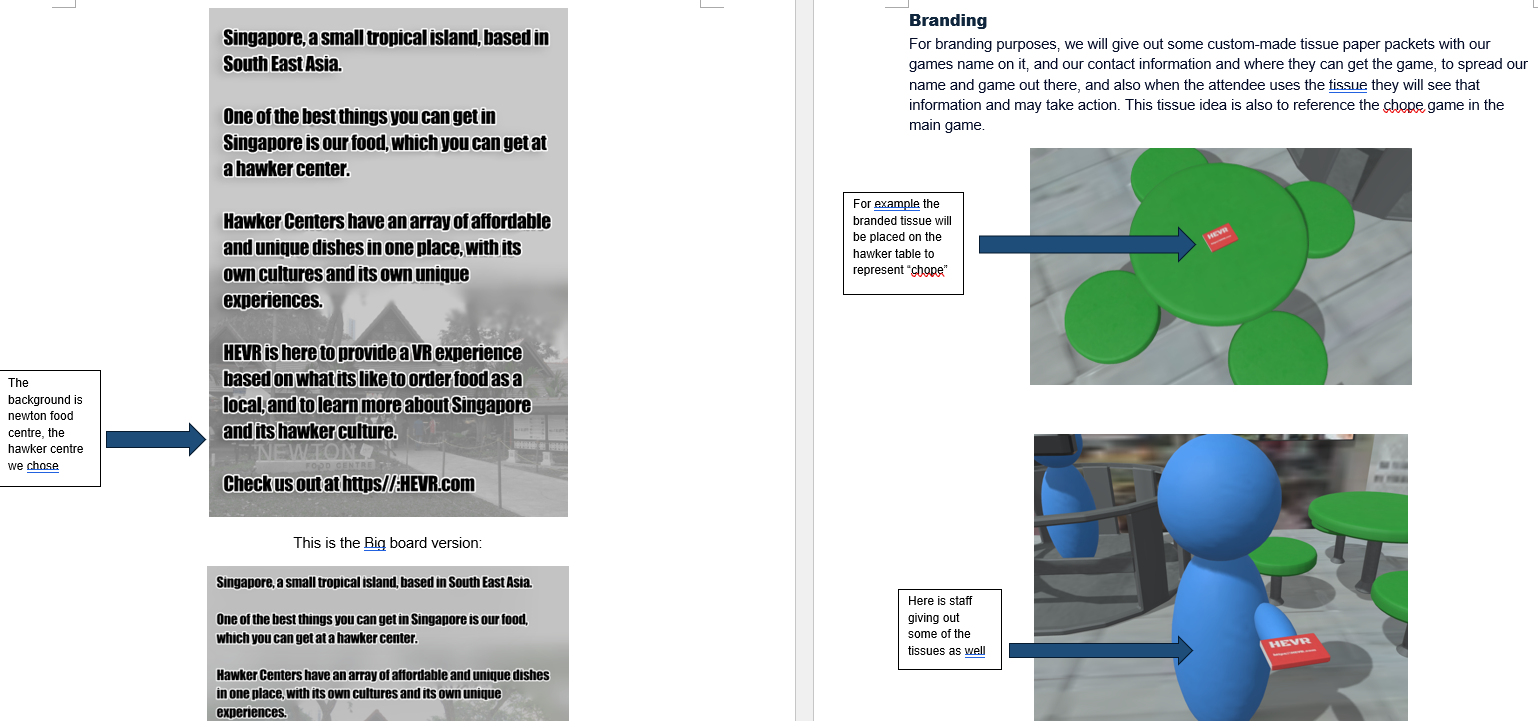 Singapore, a small tropical island, based in
South East Asia.
One of the best things you can get in
Singapore is our food, which you can get at
a hawker center.
Hawker Centers have an array of affordable
and unique dishes in one place, with its
own cultures and its own unique
experiences.
HEVR is here to provide a VR experience
based on what its like to order food as a
local, and to learn more about Singapore
and its hawker culture.
NEWTON
FOOD CENTRE
Check us out at https//:HEVR.com
The
background is
newton food
centre, the
hawker centre
we chose
This is the Big board version:
Singapore, a small tropical island, based in South East Asia.
One of the best things you can get in Singapore is our food,
which you can get at a hawker center.
Hawker Centers have an array of affordable and unique dishes
in one place, with its own cultures and its own unique
experiences.
Branding
For branding purposes, we will give out some custom-made tissue paper packets with our
games name on it, and our contact information and where they can get the game, to spread our
name and game out there, and also when the attendee uses the tissue they will see that
information and may take action. This tissue idea is also to reference the chope game in the
main game.
For example the
branded tissue will
be placed on the
hawker table to
represent “chope”
HEVR
Here is staff
giving out
some of the
tissues as well
HEVR